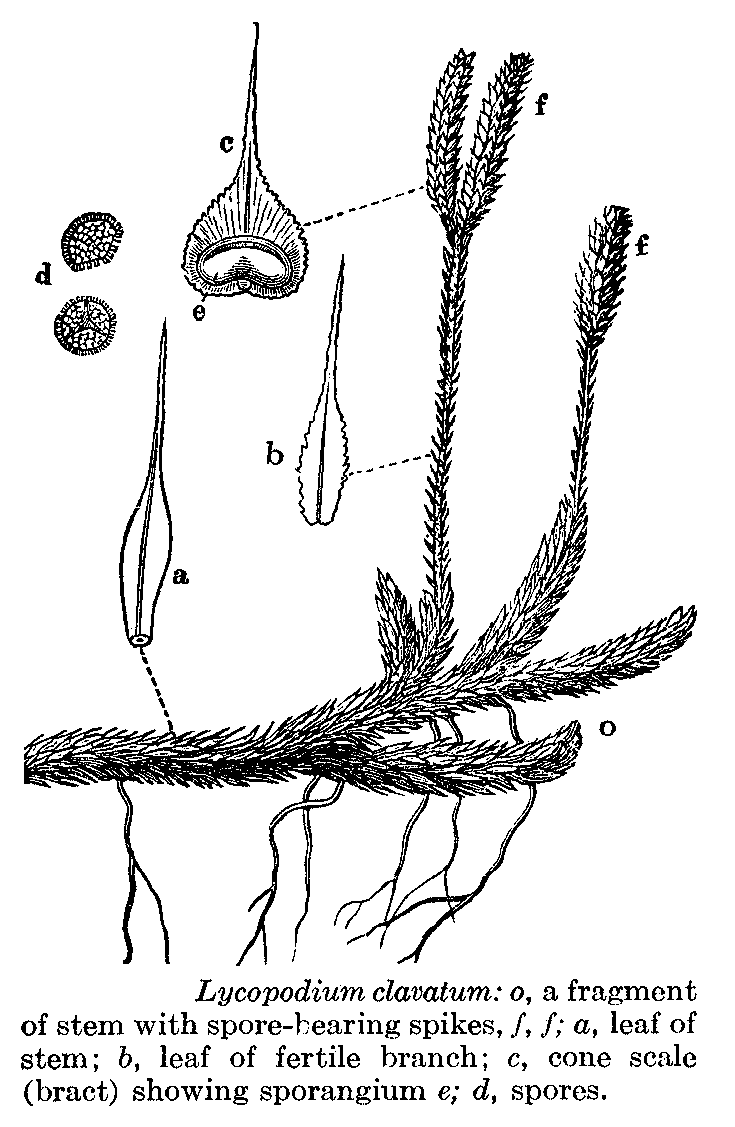 c
f
f
d
e
b
a
o
Lycopodium clavatum: o, a fragment
of stem with spore-bearing spikes, f, f; a, leaf of
stem; b, leaf of fertile branch; c, cone scale
(bract) showing sporangium e; d, spores.